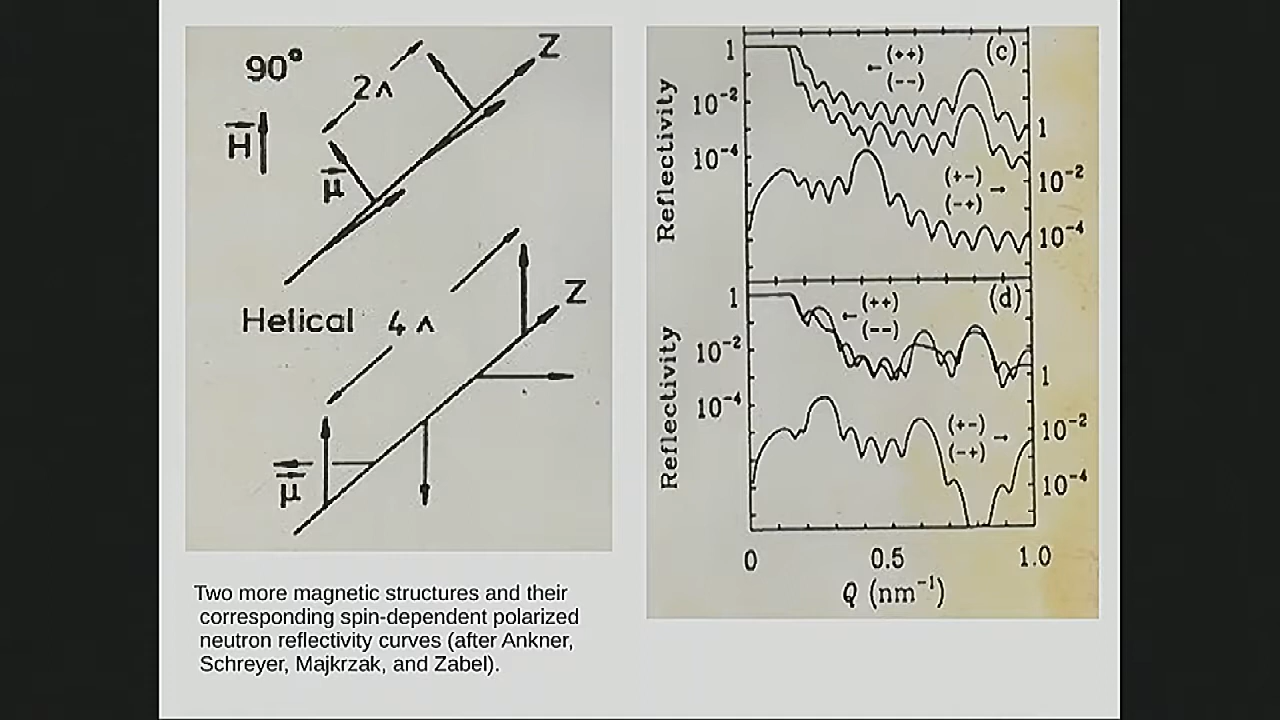 90°
H
2Λ
Z
μ
Helical 4Λ
Z
μ
Reflectivity
1
10⁻²
10⁻⁴
(++)
(--)
(c)
1
(+-)
(-+)
10⁻²
10⁻⁴
Reflectivity
1
10⁻²
10⁻⁴
(++)
(--)
(d)
1
(+-)
(-+)
10⁻²
10⁻⁴
0 0.5 1.0
Q (nm⁻¹)
Two more magnetic structures and their
corresponding spin-dependent polarized
neutron reflectivity curves (after Ankner,
Schreyer, Majkrzak, and Zabel).